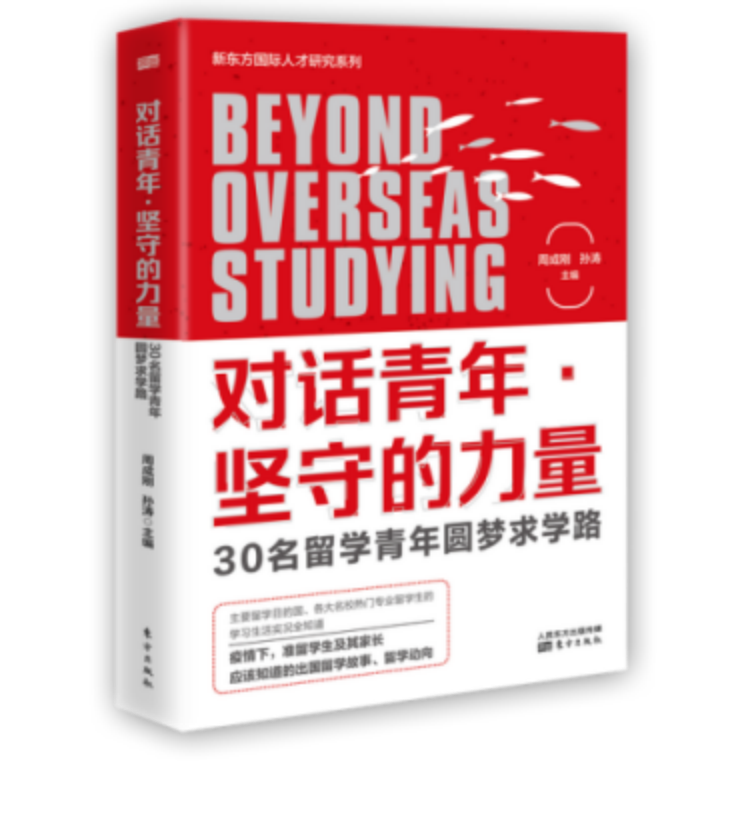 新东方国际人才研究系列
BEYOND
OVERSEAS
STUDYING
周成刚 孙涛
主编
对话青年·
坚守的力量
30名留学青年圆梦求学路
主要留学目的国、各大名校热门专业留学生的
学习生活实况全知道
疫情下，准留学生及其家长
应该知道的出国留学故事、留学动向
人民东方出版传媒
东方出版社
对话青年·坚守的力量
30名留学青年
圆梦求学路
周成刚 孙涛○主编
东方出版社